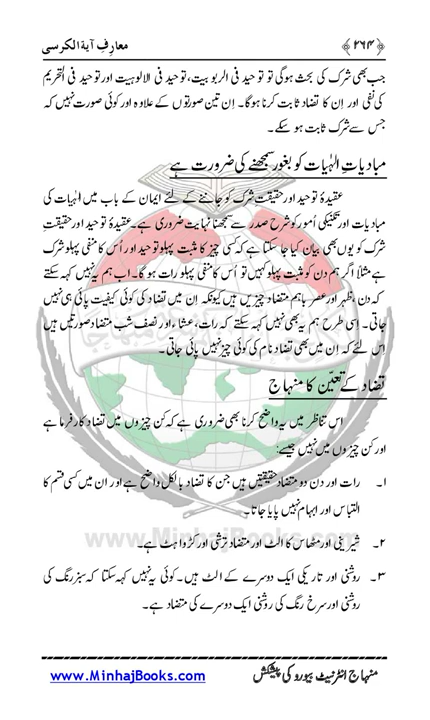 معارفِ آیۃ الکرسی
﴿۲۶۴﴾
جب بھی شرک کی بحث ہوگی تو توحید فی الربوبیت، توحید فی الالوہیت اور توحید فی التحریم
کی نفی اور اِن کا تضاد ثابت کرنا ہوگا۔ اِن تین صورتوں کے علاوہ اور کوئی صورت نہیں کہ
جس سے شرک ثابت ہو سکے۔
مبادیاتِ الٰہیات کو بغور سمجھنے کی ضرورت ہے
عقیدۂ توحید اور حقیقتِ شرک کو جاننے کے لئے ایمان کے باب میں الٰہیات کی
مبادیات اور تکنیکی اُمور کو شرح صدر سے سمجھنا نہایت ضروری ہے۔ عقیدۂ توحید اور حقیقتِ
شرک کو یوں بھی بیان کیا جا سکتا ہے کہ کسی چیز کا مثبت پہلو توحید اور اُس کا منفی پہلو شرک
ہے مثلاً اگر ہم دن کو مثبت پہلو کہیں تو اُس کا منفی پہلو رات ہو گا۔ اب ہم یہ نہیں کہہ سکتے
کہ دن، ظہر اور عصر باہم متضاد چیزیں ہیں کیونکہ اِن میں تضاد کی کوئی کیفیت پائی ہی نہیں
جاتی۔ اِسی طرح ہم یہ بھی نہیں کہہ سکتے کہ رات، عشاء اور نصف شب متضاد صورتیں ہیں
اس لئے کہ اِن میں بھی تضاد نام کی کوئی چیز نہیں پائی جاتی۔
تضاد کے تعیّن کا منہاج
اس تناظر میں یہ واضح کرنا بھی ضروری ہے کہ کن چیزوں میں تضاد کارفرما ہے
اور کن چیزوں میں نہیں جیسے:
۱۔ رات اور دن دو متضاد حقیقتیں ہیں جن کا تضاد بالکل واضح ہے اور ان میں کسی قسم کا
التباس اور ابہام نہیں پایا جاتا۔
www.MinhajBooks.com
۲۔ شیرینی اور مٹھاس کا الٹ اور متضاد ترشی اور کڑواہٹ ہے۔
۳۔ روشنی اور تاریکی ایک دوسرے کے الٹ ہیں۔ کوئی یہ نہیں کہہ سکتا کہ سبز رنگ کی
روشنی اور سرخ رنگ کی روشنی ایک دوسرے کی متضاد ہے۔
منہاج انٹرنیٹ بیورو کی پیشکش
www.MinhajBooks.com